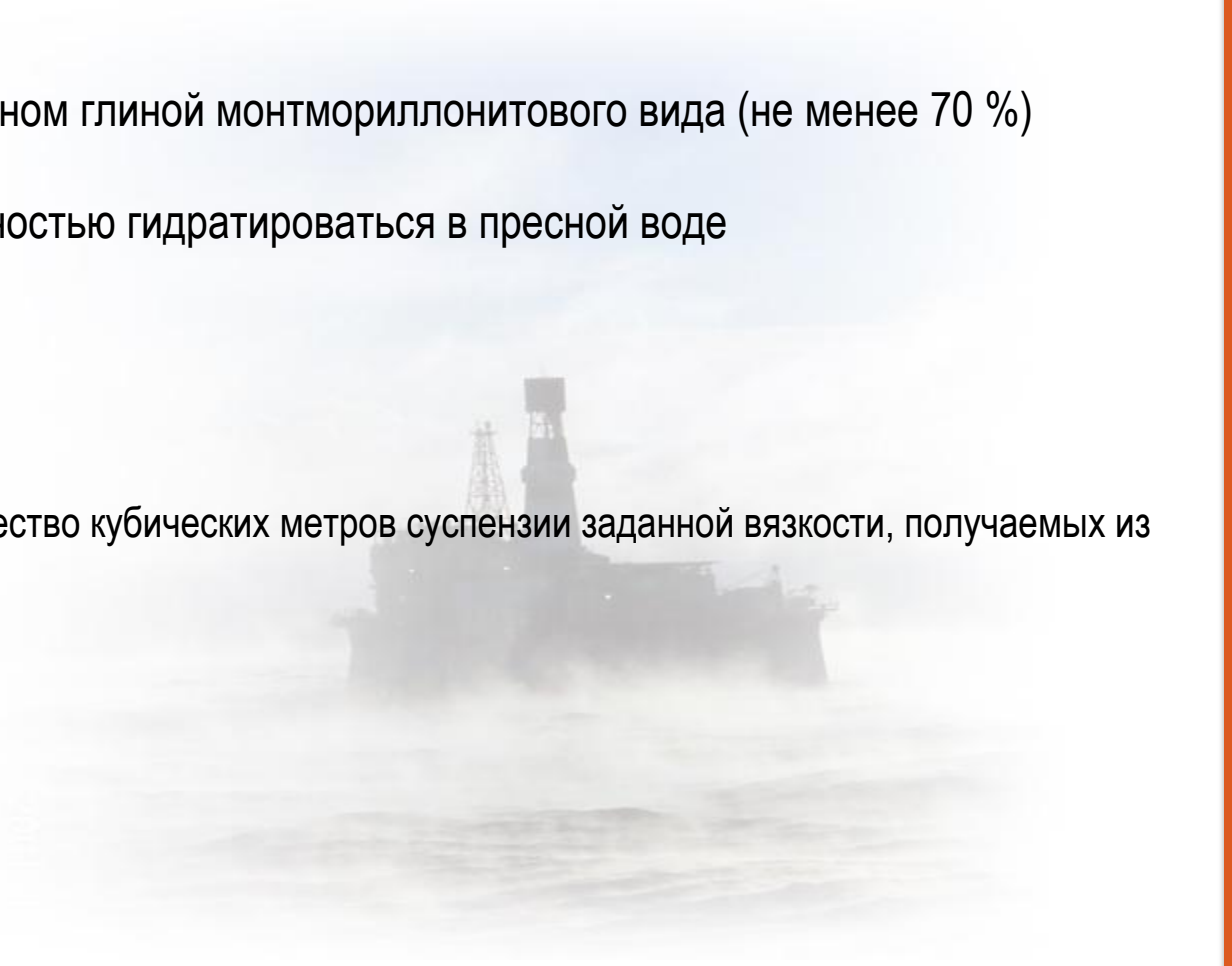 ном глиной монтмориллонитового вида (не менее 70 %)
ностью гидратироваться в пресной воде
ество кубических метров суспензии заданной вязкости, получаемых из